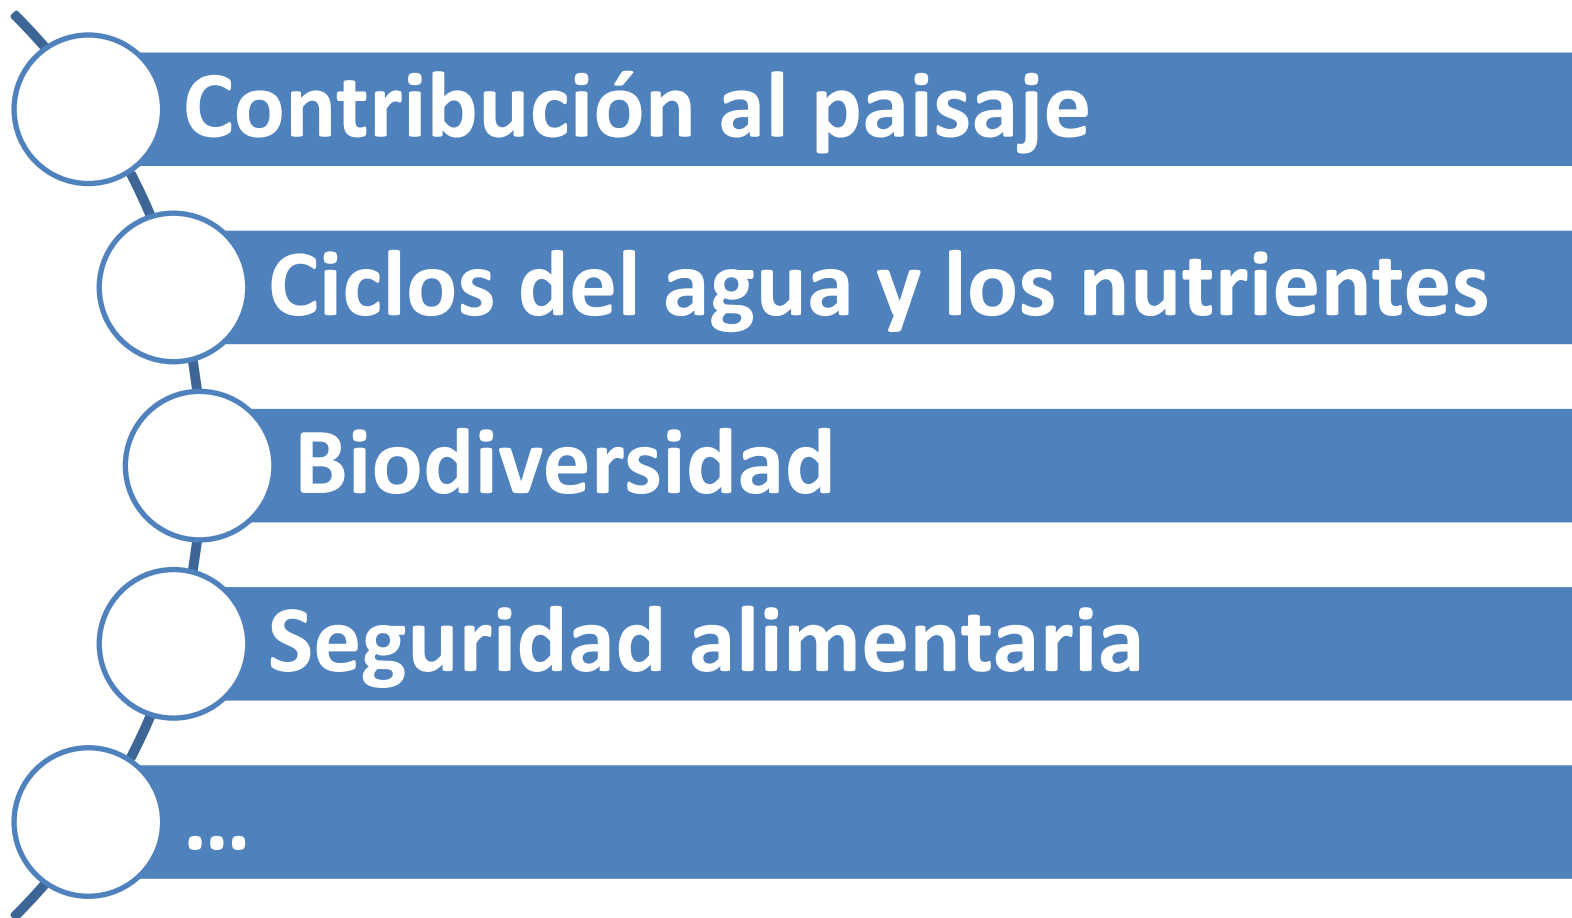 Contribución al paisaje
Ciclos del agua y los nutrientes
Biodiversidad
Seguridad alimentaria
...